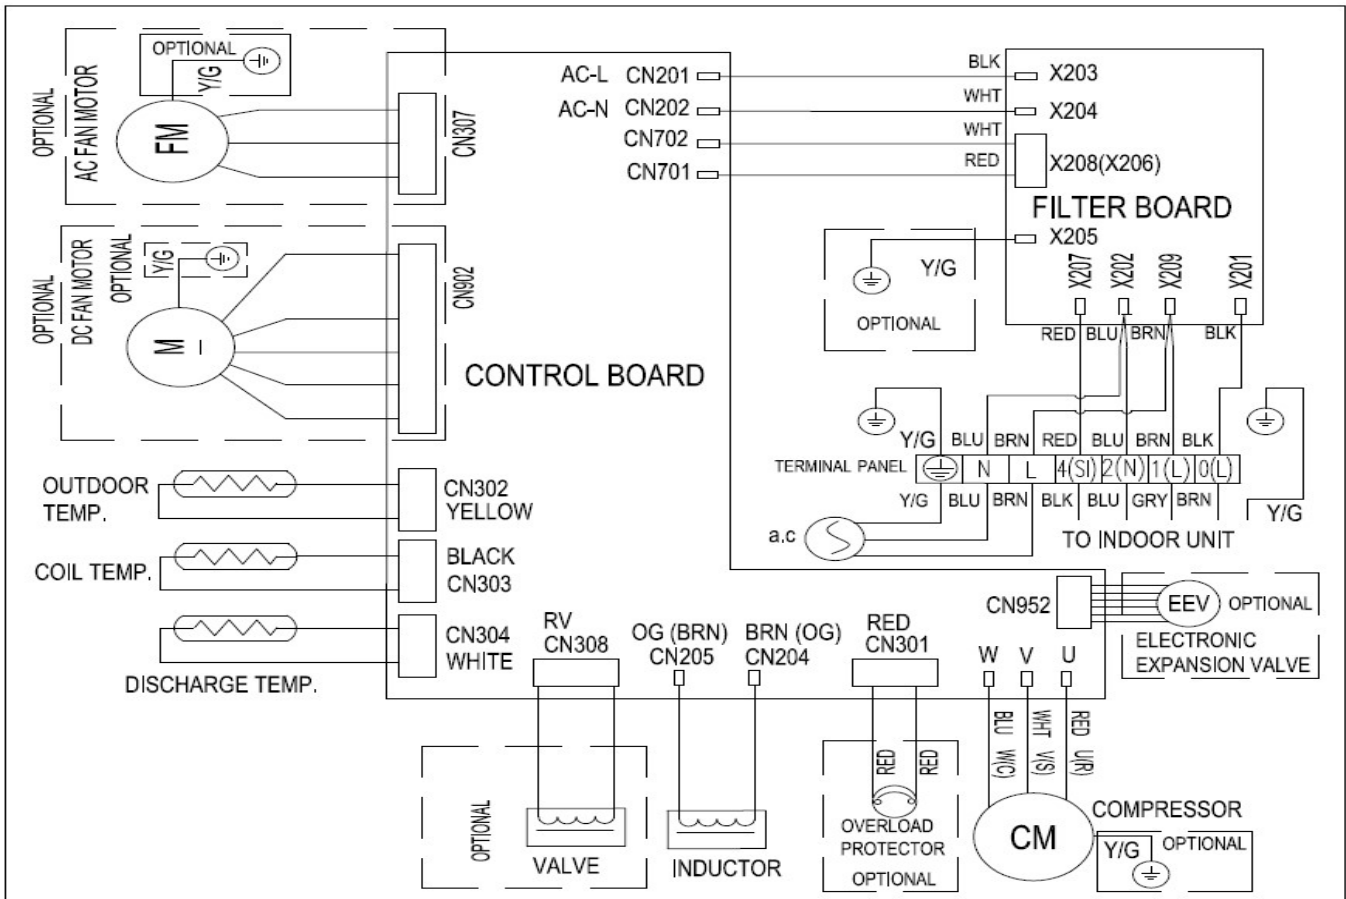 OPTIONAL
Y/G
OPTIONAL
AC FAN MOTOR
FM
CN307
OPTIONAL
DC FAN MOTOR
OPTIONAL
Y/G
M
CN902
AC-L CN201
AC-N CN202
CN702
CN701
BLK
WHT
WHT
RED
X203
X204
X208(X206)
FILTER BOARD
X205
X207
X202
X209
X201
Y/G
OPTIONAL
RED BLU BRN BLK
CONTROL BOARD
Y/G BLU BRN RED BLU BRN BLK
TERMINAL PANEL
N L 4(SI) 2(N) 1(L) 0(L)
Y/G BLU BRN BLK BLU GRY BRN
Y/G
a.c
TO INDOOR UNIT
OUTDOOR
TEMP.
CN302
YELLOW
COIL TEMP.
BLACK
CN303
CN304
WHITE
DISCHARGE TEMP.
RV
CN308
OG (BRN)
CN205
BRN (OG)
CN204
RED
CN301
CN952
EEV
OPTIONAL
ELECTRONIC
EXPANSION VALVE
W V U
BLU W(C)
WHT V(S)
RED U(R)
OPTIONAL
VALVE
INDUCTOR
RED
RED
OVERLOAD
PROTECTOR
OPTIONAL
CM
COMPRESSOR
Y/G
OPTIONAL